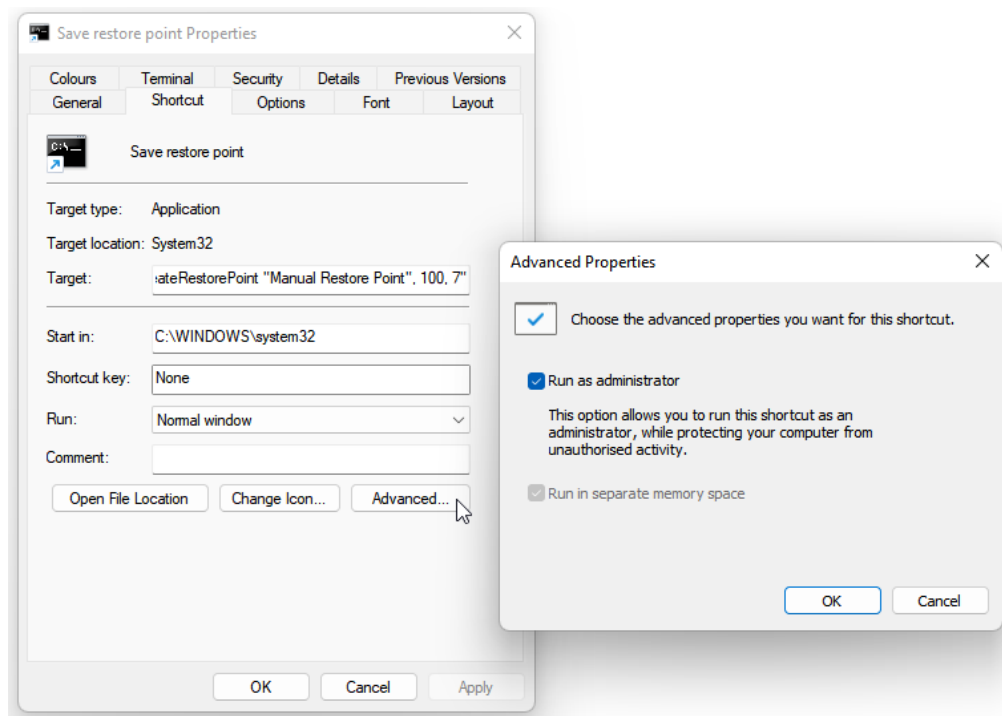 Save restore point Properties
Colours Terminal Security Details Previous Versions
General Shortcut Options Font Layout
C:\
Save restore point
Target type: Application
Target location: System32
Target: eateRestorePoint "Manual Restore Point", 100, 7"
Start in: C:\WINDOWS\system32
Shortcut key: None
Run: Normal window
Comment:
Open File Location Change Icon... Advanced...
OK Cancel Apply
Advanced Properties
Choose the advanced properties you want for this shortcut.
Run as administrator
This option allows you to run this shortcut as an
administrator, while protecting your computer from
unauthorised activity.
Run in separate memory space
OK Cancel